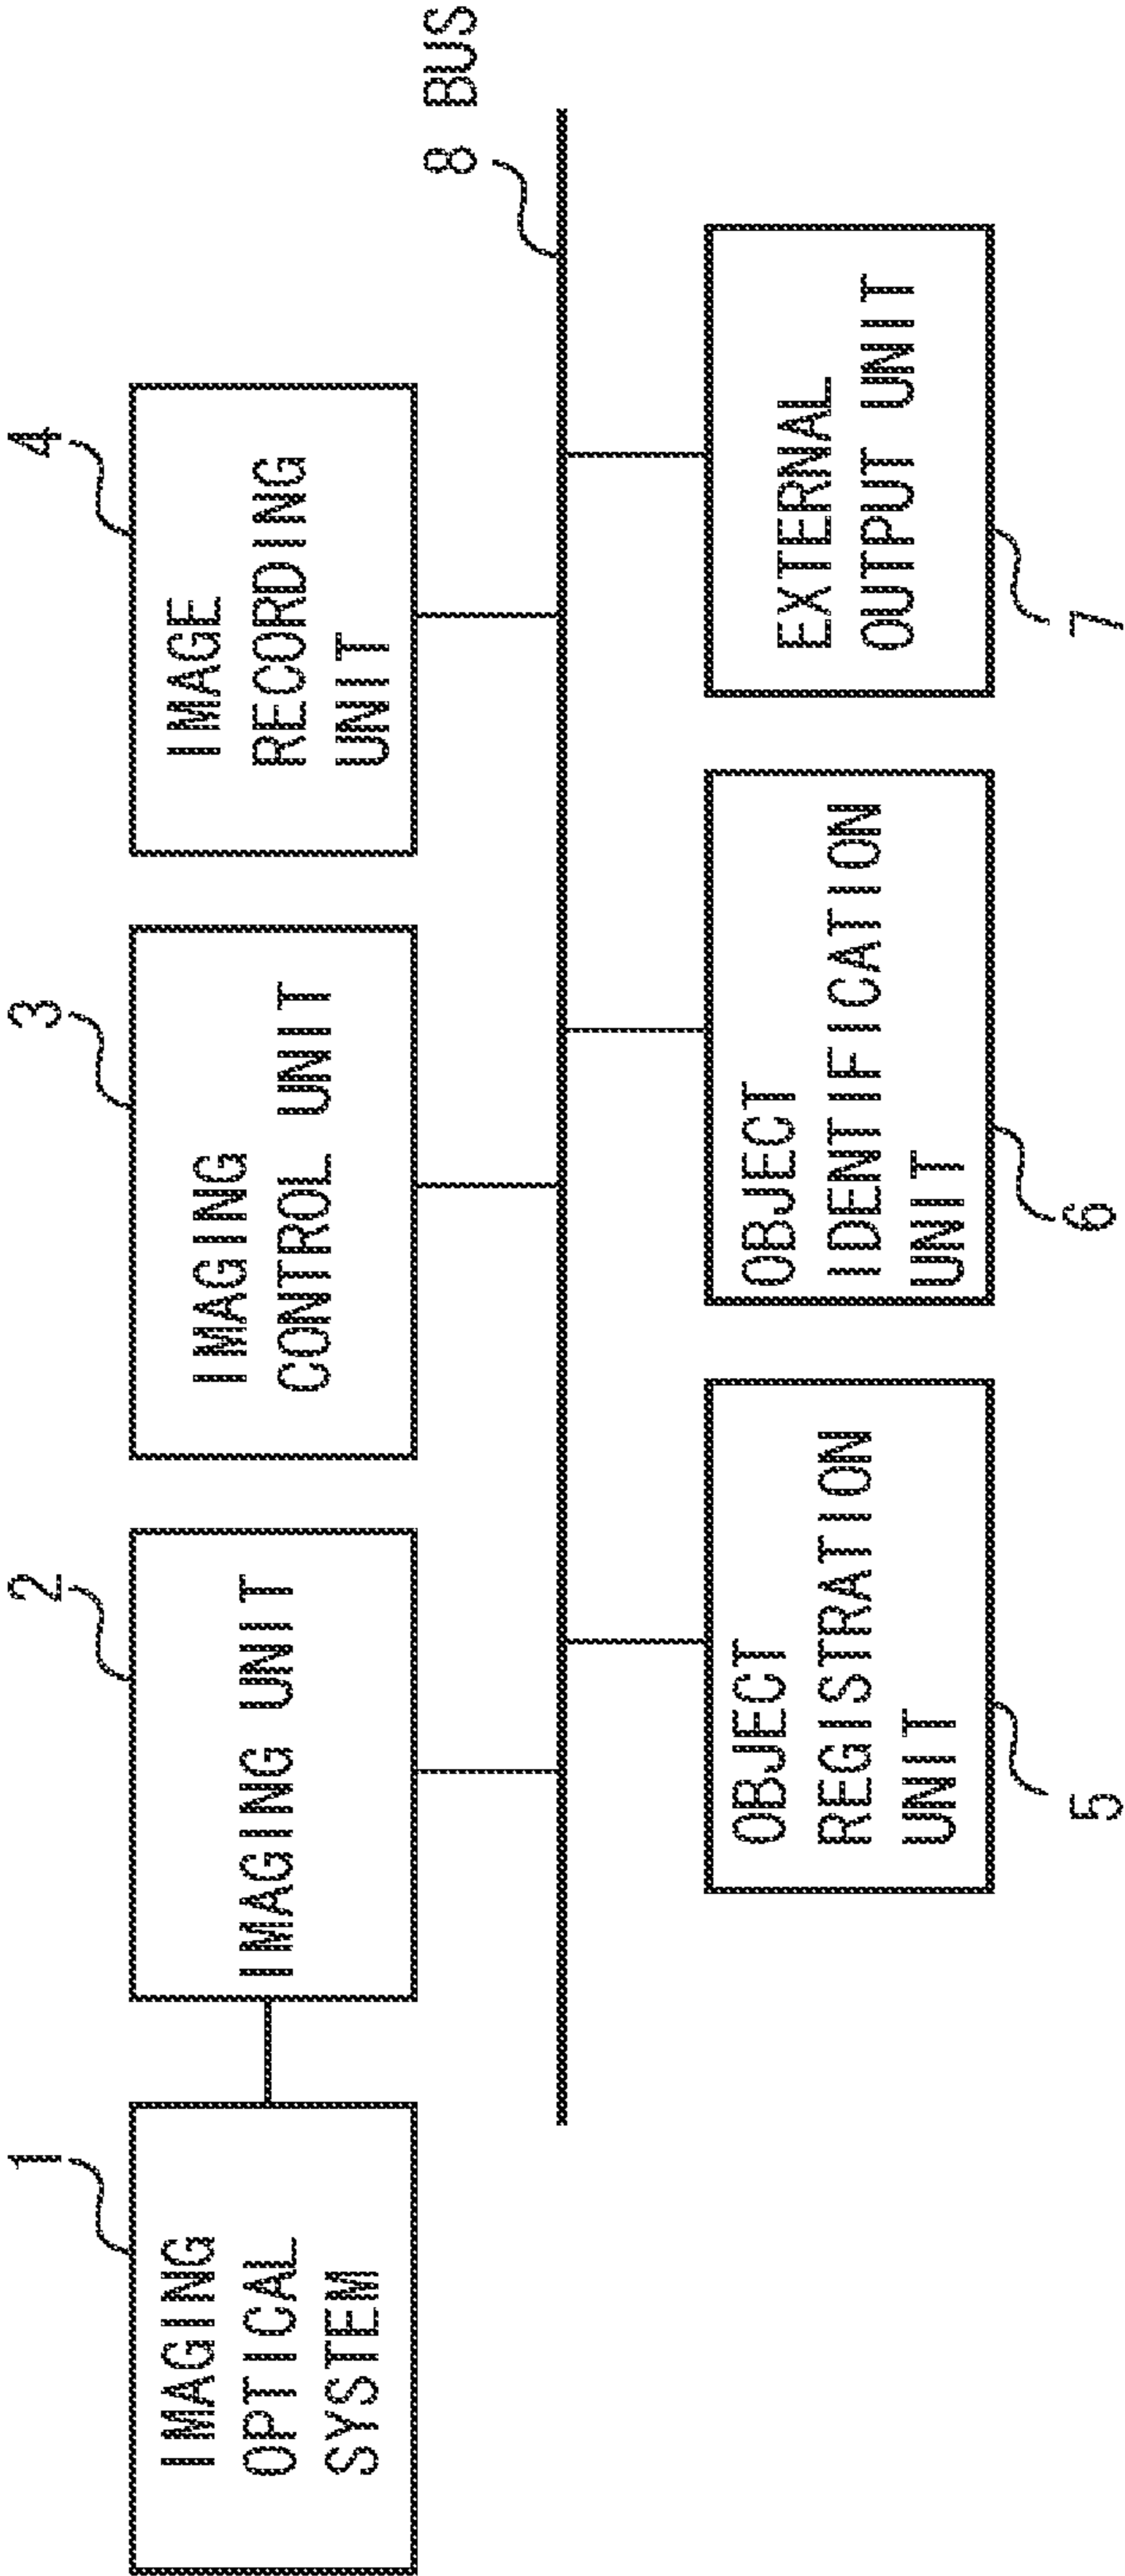 1
IMAGING
OPTICAL
SYSTEM
2
IMAGING UNIT
3
IMAGING
CONTROL UNIT
4
IMAGE
RECORDING
UNIT
8 BUS
OBJECT
REGISTRATION
UNIT
5
OBJECT
IDENTIFICATION
UNIT
6
EXTERNAL
OUTPUT UNIT
7